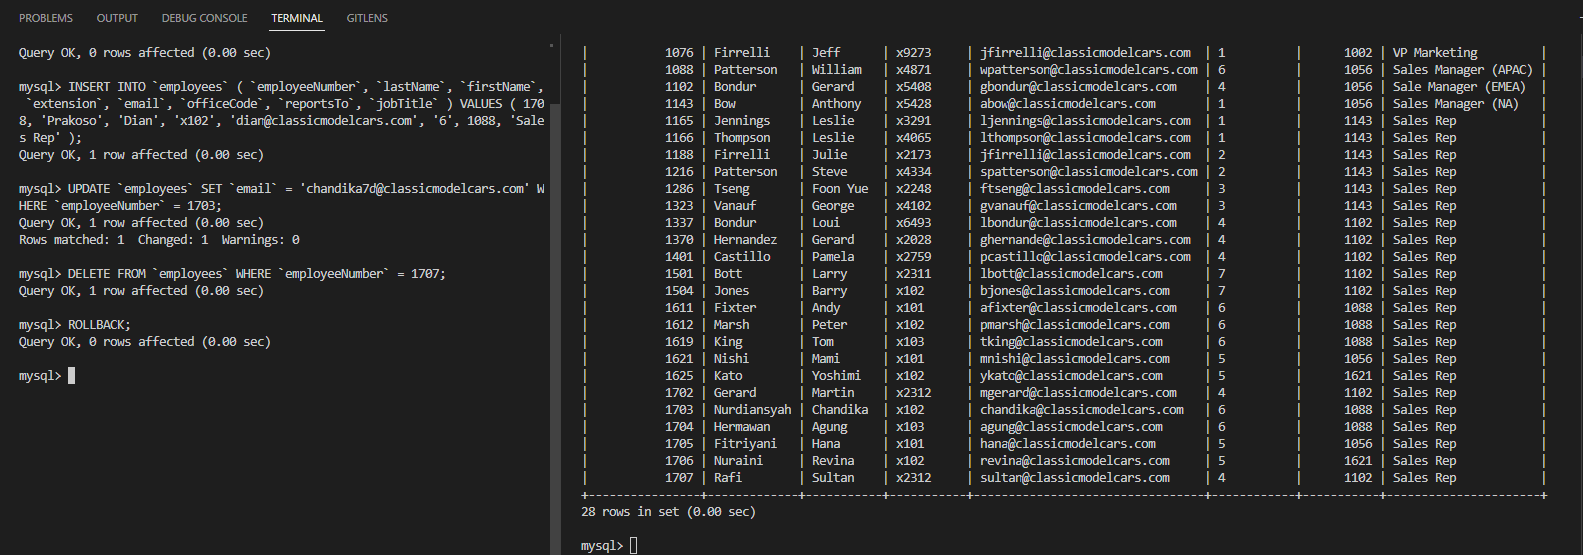 PROBLEMS OUTPUT DEBUG CONSOLE TERMINAL GITLENS
Query OK, 0 rows affected (0.00 sec)
mysql> INSERT INTO `employees` ( `employeeNumber`, `lastName`, `firstName`,
`extension`, `email`, `officeCode`, `reportsTo`, `jobTitle` ) VALUES ( 170
8, 'Prakoso', 'Dian', 'x102', 'dian@classicmodelcars.com', '6', 1088, 'Sale
s Rep' );
Query OK, 1 row affected (0.00 sec)
mysql> UPDATE `employees` SET `email` = 'chandika7d@classicmodelcars.com' W
HERE `employeeNumber` = 1703;
Query OK, 1 row affected (0.00 sec)
Rows matched: 1  Changed: 1  Warnings: 0
mysql> DELETE FROM `employees` WHERE `employeeNumber` = 1707;
Query OK, 1 row affected (0.00 sec)
mysql> ROLLBACK;
Query OK, 0 rows affected (0.00 sec)
mysql>
| 1076 | Firrelli | Jeff | x9273 | jfirrelli@classicmodelcars.com | 1 | 1002 | VP Marketing |
| 1088 | Patterson | William | x4871 | wpatterson@classicmodelcars.com | 6 | 1056 | Sales Manager (APAC) |
| 1102 | Bondur | Gerard | x5408 | gbondur@classicmodelcars.com | 4 | 1056 | Sale Manager (EMEA) |
| 1143 | Bow | Anthony | x5428 | abow@classicmodelcars.com | 1 | 1056 | Sales Manager (NA) |
| 1165 | Jennings | Leslie | x3291 | ljennings@classicmodelcars.com | 1 | 1143 | Sales Rep |
| 1166 | Thompson | Leslie | x4065 | lthompson@classicmodelcars.com | 1 | 1143 | Sales Rep |
| 1188 | Firrelli | Julie | x2173 | jfirrelli@classicmodelcars.com | 2 | 1143 | Sales Rep |
| 1216 | Patterson | Steve | x4334 | spatterson@classicmodelcars.com | 2 | 1143 | Sales Rep |
| 1286 | Tseng | Foon Yue | x2248 | ftseng@classicmodelcars.com | 3 | 1143 | Sales Rep |
| 1323 | Vanauf | George | x4102 | gvanauf@classicmodelcars.com | 3 | 1143 | Sales Rep |
| 1337 | Bondur | Loui | x6493 | lbondur@classicmodelcars.com | 4 | 1102 | Sales Rep |
| 1370 | Hernandez | Gerard | x2028 | ghernande@classicmodelcars.com | 4 | 1102 | Sales Rep |
| 1401 | Castillo | Pamela | x2759 | pcastillo@classicmodelcars.com | 4 | 1102 | Sales Rep |
| 1501 | Bott | Larry | x2311 | lbott@classicmodelcars.com | 7 | 1102 | Sales Rep |
| 1504 | Jones | Barry | x102 | bjones@classicmodelcars.com | 7 | 1102 | Sales Rep |
| 1611 | Fixter | Andy | x101 | afixter@classicmodelcars.com | 6 | 1088 | Sales Rep |
| 1612 | Marsh | Peter | x102 | pmarsh@classicmodelcars.com | 6 | 1088 | Sales Rep |
| 1619 | King | Tom | x103 | tking@classicmodelcars.com | 6 | 1088 | Sales Rep |
| 1621 | Nishi | Mami | x101 | mnishi@classicmodelcars.com | 5 | 1056 | Sales Rep |
| 1625 | Kato | Yoshimi | x102 | ykato@classicmodelcars.com | 5 | 1621 | Sales Rep |
| 1702 | Gerard | Martin | x2312 | mgerard@classicmodelcars.com | 4 | 1102 | Sales Rep |
| 1703 | Nurdiansyah | Chandika | x102 | chandika@classicmodelcars.com | 6 | 1088 | Sales Rep |
| 1704 | Hermawan | Agung | x103 | agung@classicmodelcars.com | 6 | 1088 | Sales Rep |
| 1705 | Fitriyani | Hana | x101 | hana@classicmodelcars.com | 5 | 1056 | Sales Rep |
| 1706 | Nuraini | Revina | x102 | revina@classicmodelcars.com | 5 | 1621 | Sales Rep |
| 1707 | Rafi | Sultan | x2312 | sultan@classicmodelcars.com | 4 | 1102 | Sales Rep |
28 rows in set (0.00 sec)
mysql>